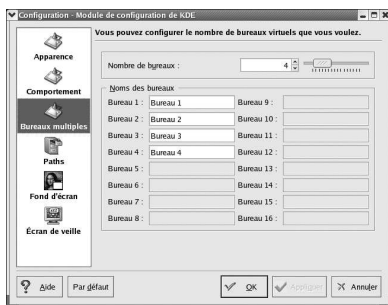 Configuration - Module de configuration de KDE
Vous pouvez configurer le nombre de bureaux virtuels que vous voulez.
Apparence
Comportement
Bureaux multiples
Paths
Fond d'écran
Écran de veille
Nombre de bureaux :
4
Noms des bureaux
Bureau 1 : Bureau 1 Bureau 9 :
Bureau 2 : Bureau 2 Bureau 10 :
Bureau 3 : Bureau 3 Bureau 11 :
Bureau 4 : Bureau 4 Bureau 12 :
Bureau 5 : Bureau 13 :
Bureau 6 : Bureau 14 :
Bureau 7 : Bureau 15 :
Bureau 8 : Bureau 16 :
Aide Par défaut OK Appliquer Annuler